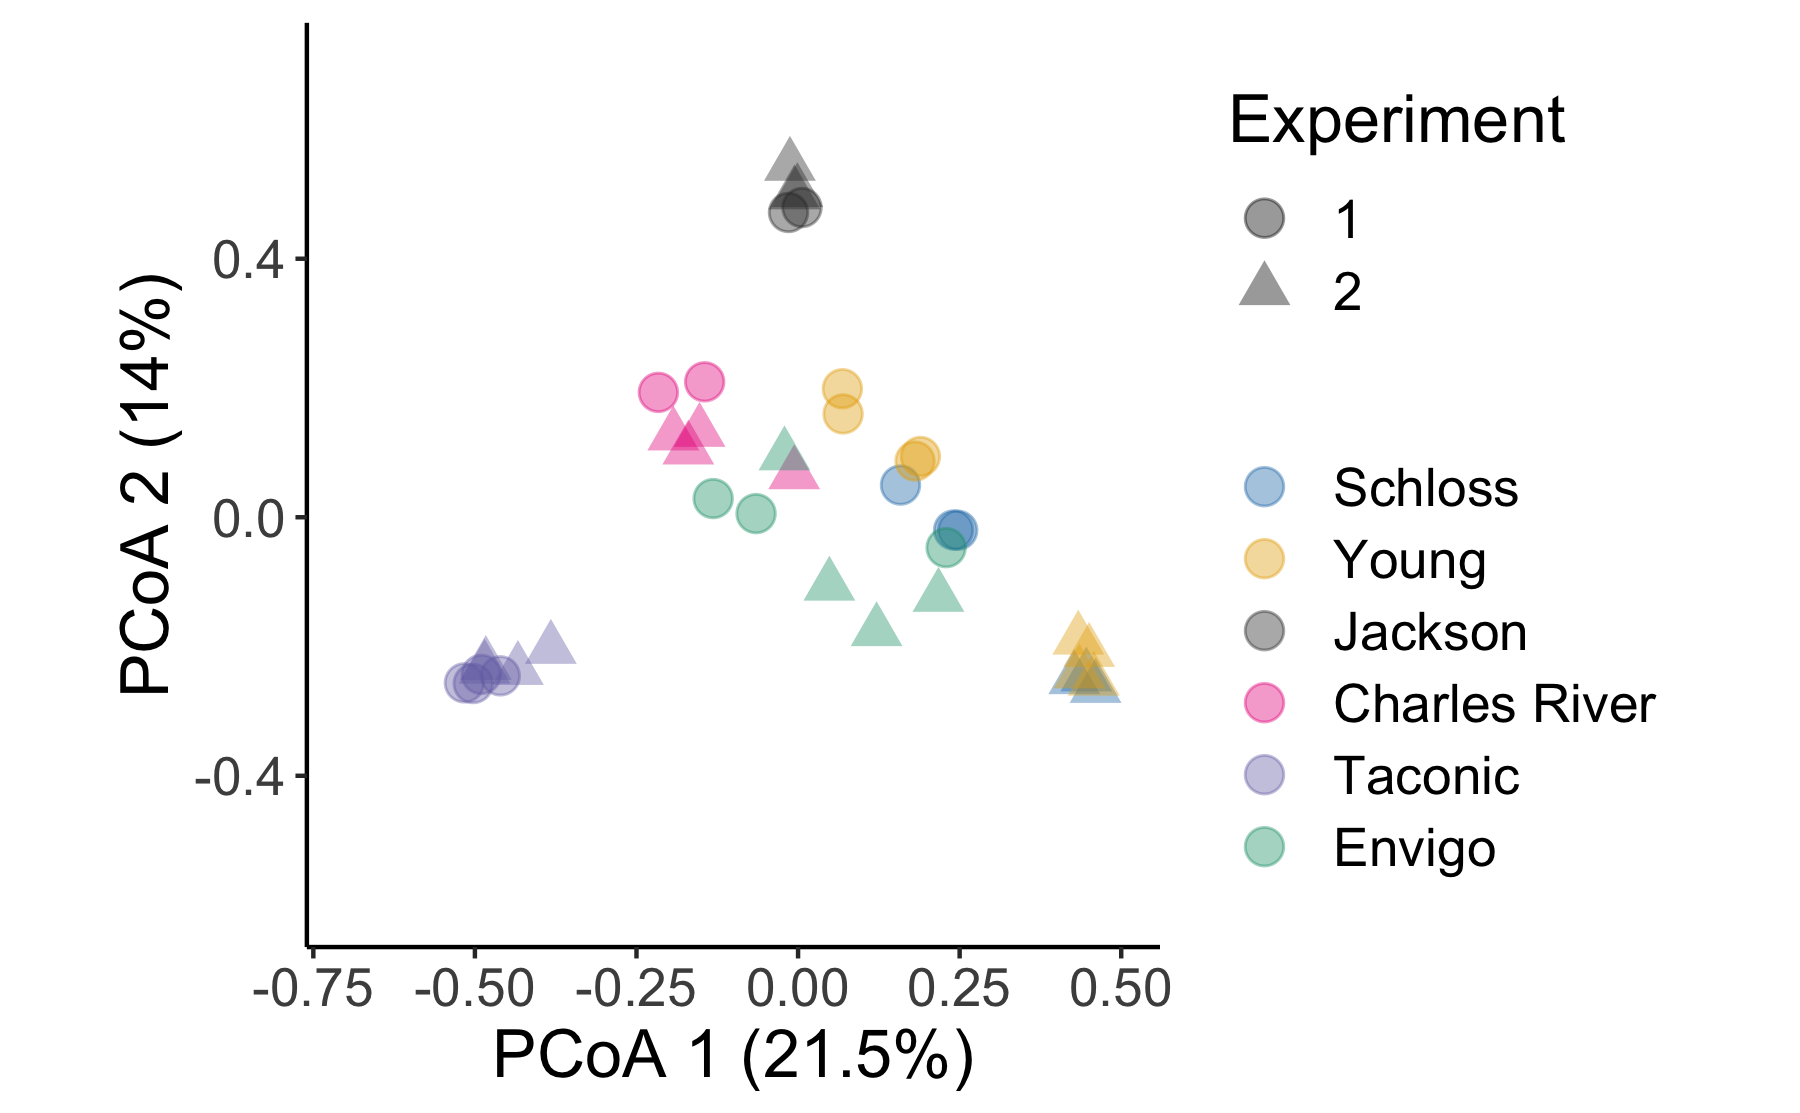 PCoA 2 (14%)
0.4
0.0
-0.4
-0.75 -0.50 -0.25 0.00 0.25 0.50
PCoA 1 (21.5%)
Experiment
1
2
Schloss
Young
Jackson
Charles River
Taconic
Envigo